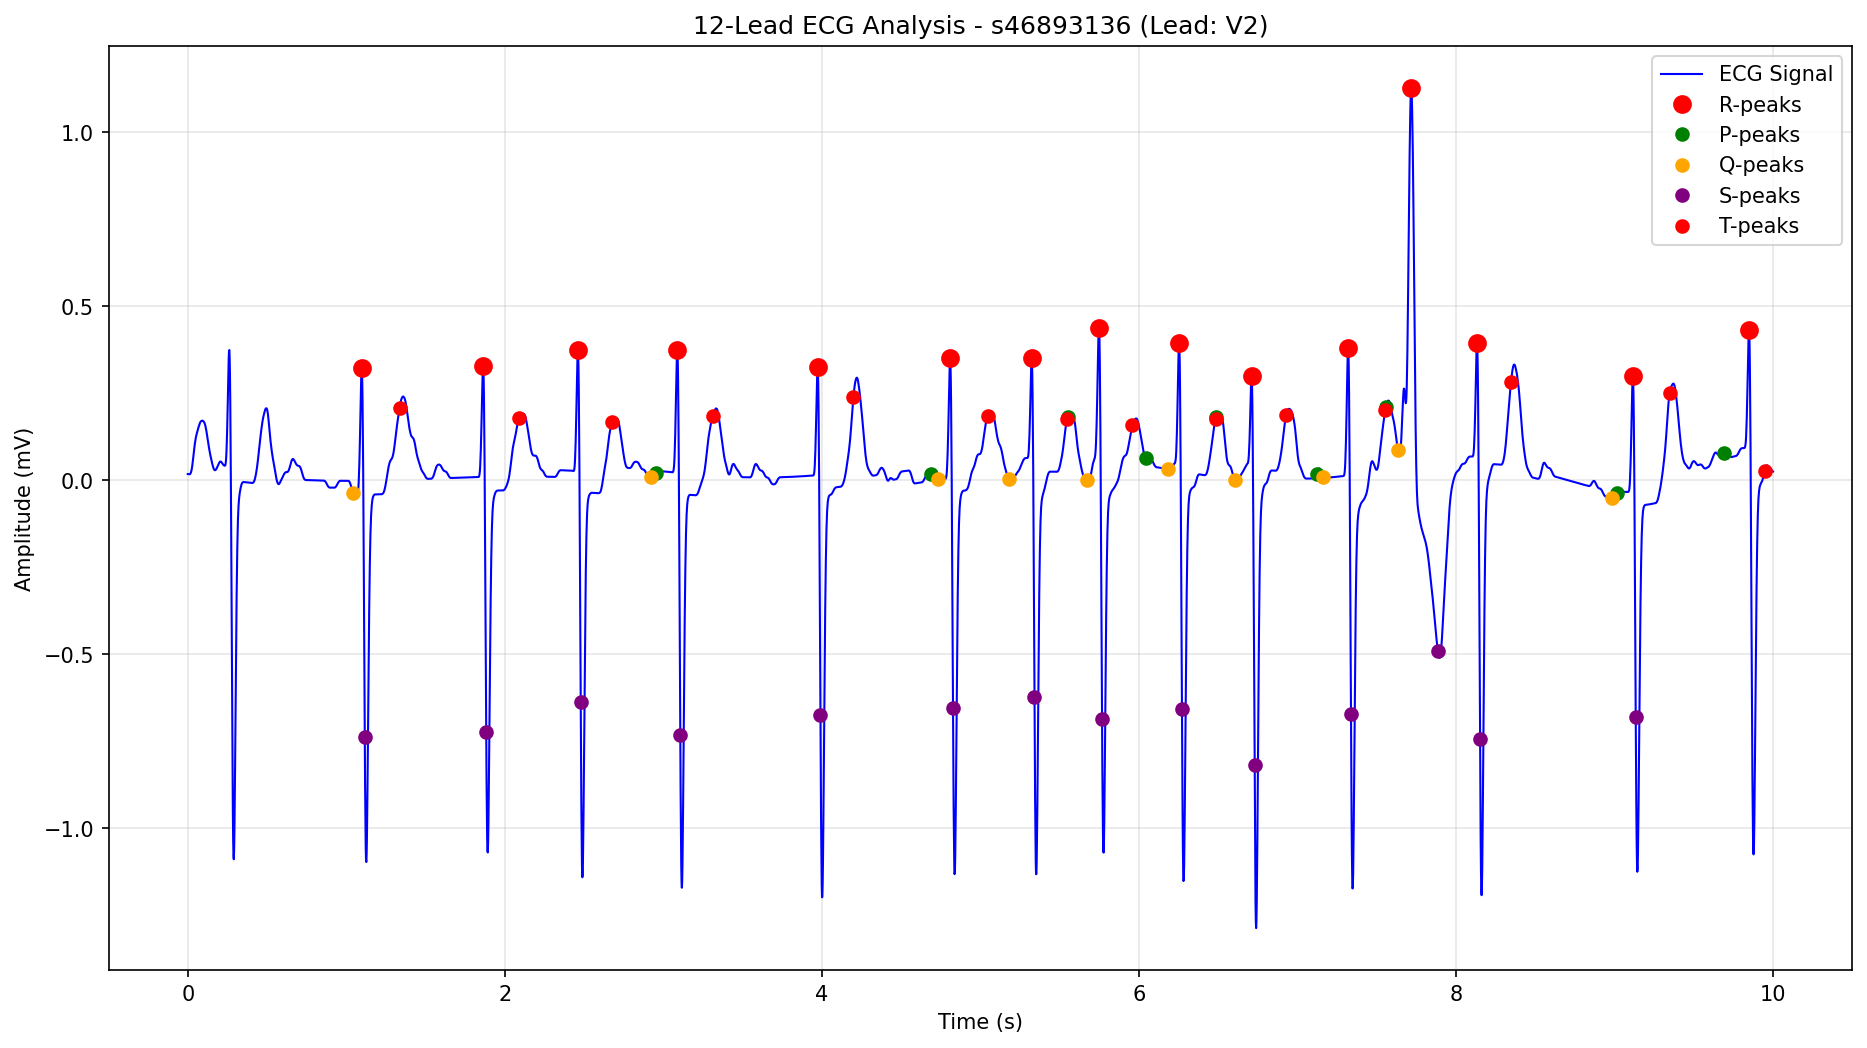 12-Lead ECG Analysis - s46893136 (Lead: V2)
ECG Signal
R-peaks
P-peaks
Q-peaks
S-peaks
T-peaks
1.0
0.5
0.0
−0.5
−1.0
Amplitude (mV)
0 2 4 6 8 10
Time (s)